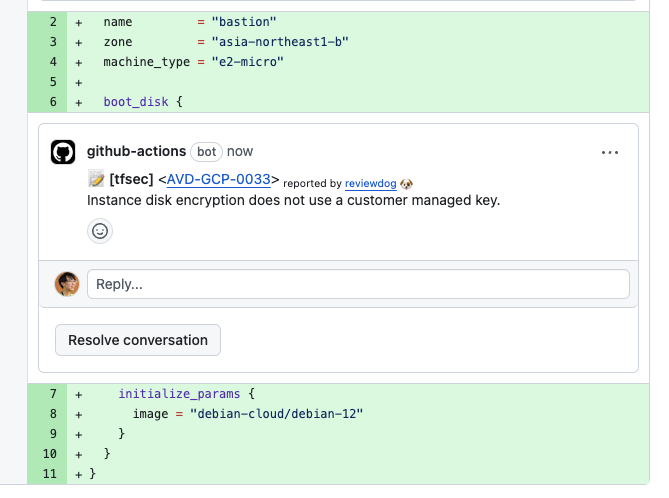 2 + name = "bastion"
3 + zone = "asia-northeast1-b"
4 + machine_type = "e2-micro"
5 +
6 + boot_disk {
github-actions bot now
[tfsec] <AVD-GCP-0033> reported by reviewdog
Instance disk encryption does not use a customer managed key.
Reply...
Resolve conversation
7 + initialize_params {
8 + image = "debian-cloud/debian-12"
9 + }
10 + }
11 + }